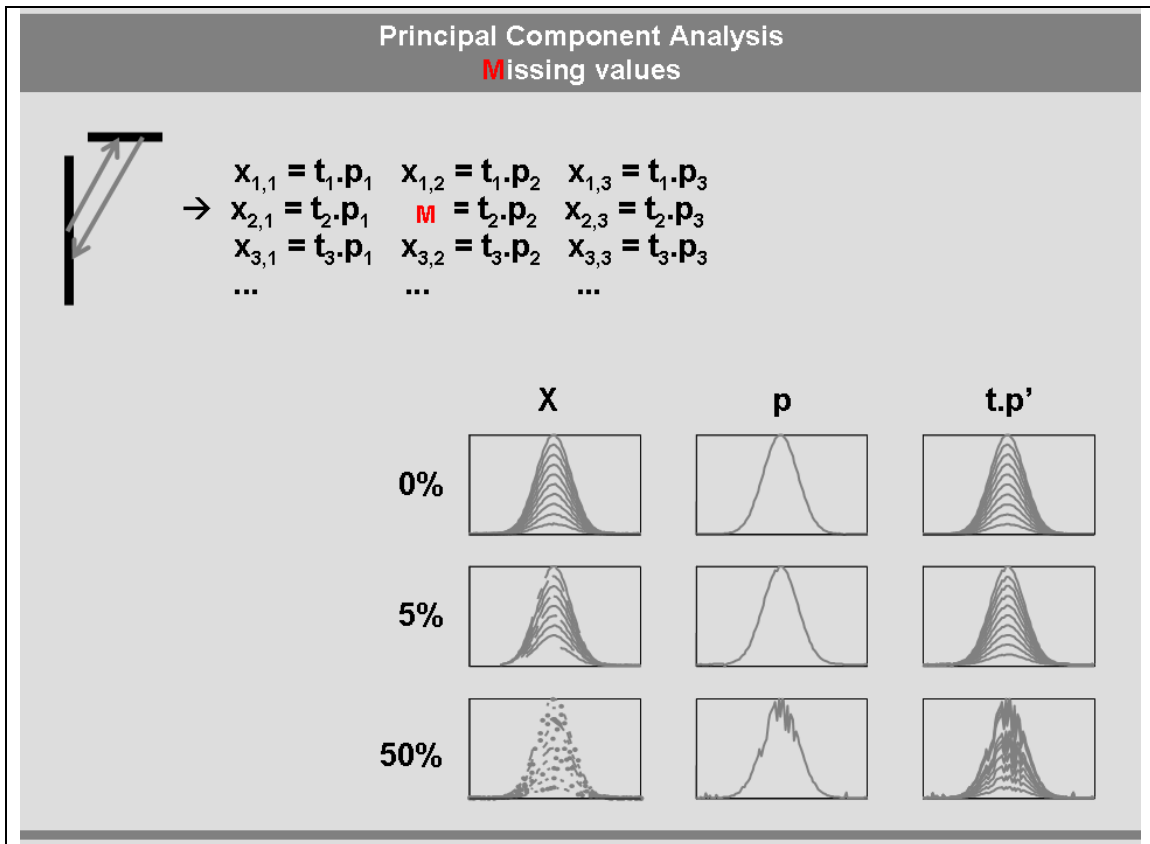 Principal Component Analysis
Missing values
x1,1 = t1.p1 x1,2 = t1.p2 x1,3 = t1.p3
→ x2,1 = t2.p1 M = t2.p2 x2,3 = t2.p3
x3,1 = t3.p1 x3,2 = t3.p2 x3,3 = t3.p3
... ... ...
X p t.p’
0%
5%
50%